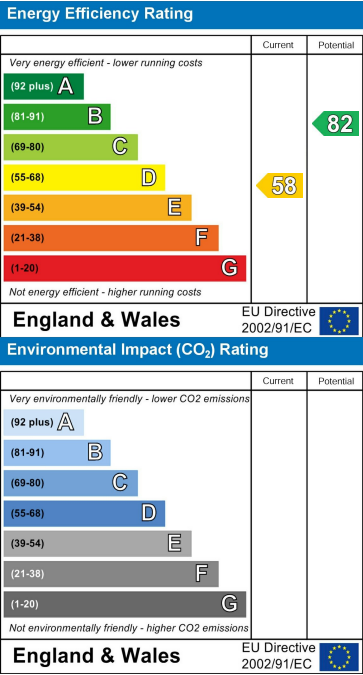 Energy Efficiency Rating
Current Potential
Very energy efficient - lower running costs
(92 plus) A
(81-91) B
82
(69-80) C
(55-68) D
58
(39-54) E
(21-38) F
(1-20) G
Not energy efficient - higher running costs
England & Wales
EU Directive
2002/91/EC
Environmental Impact (CO₂) Rating
Current Potential
Very environmentally friendly - lower CO2 emissions
(92 plus) A
(81-91) B
(69-80) C
(55-68) D
(39-54) E
(21-38) F
(1-20) G
Not environmentally friendly - higher CO2 emissions
England & Wales
EU Directive
2002/91/EC